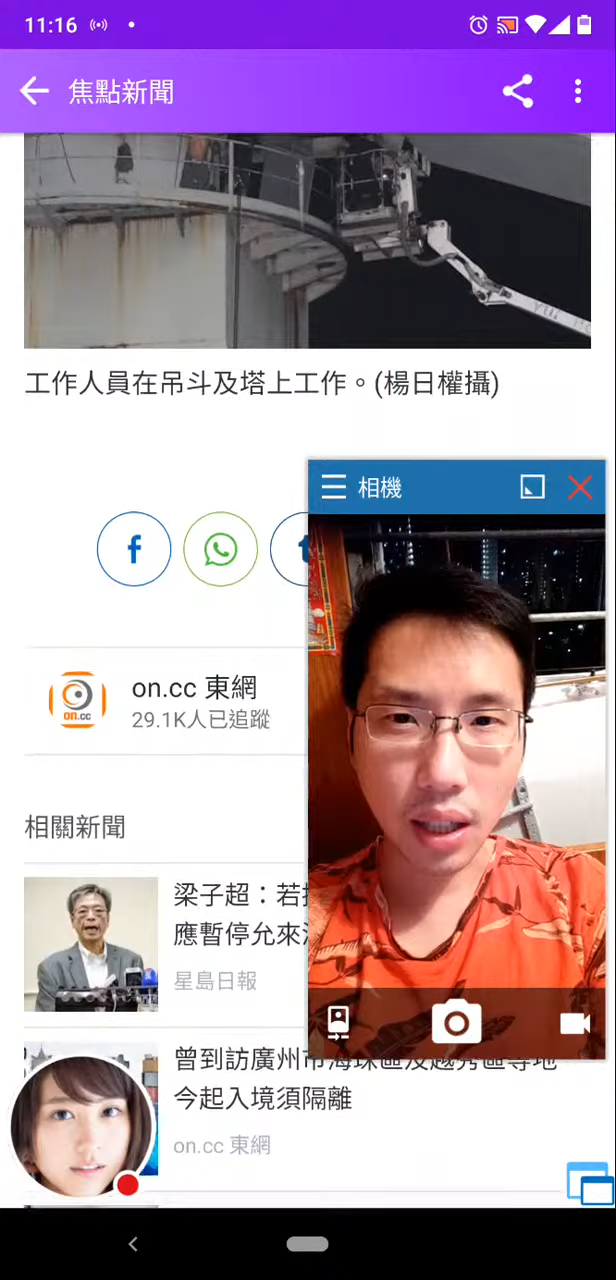 11:16
焦點新聞
工作人員在吊斗及塔上工作。(楊日權攝)
相機
on.cc 東網
29.1K人已追蹤
on.cc
相關新聞
梁子超：若
應暫停允來
星島日報
曾到訪廣州市海珠區及越秀區等地
今起入境須隔離
on.cc 東網